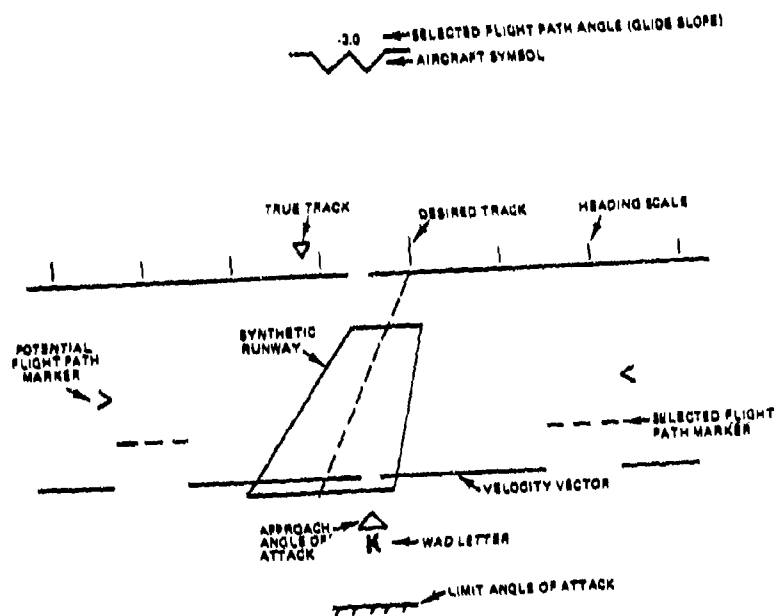 -3.0
SELECTED FLIGHT PATH ANGLE (GLIDE SLOPE)
AIRCRAFT SYMBOL
TRUE TRACK
DESIRED TRACK
HEADING SCALE
SYNTHETIC
RUNWAY
POTENTIAL
FLIGHT PATH
MARKER
SELECTED FLIGHT
PATH MARKER
VELOCITY VECTOR
APPROACH
ANGLE OF
ATTACK
K
WAD LETTER
LIMIT ANGLE OF ATTACK